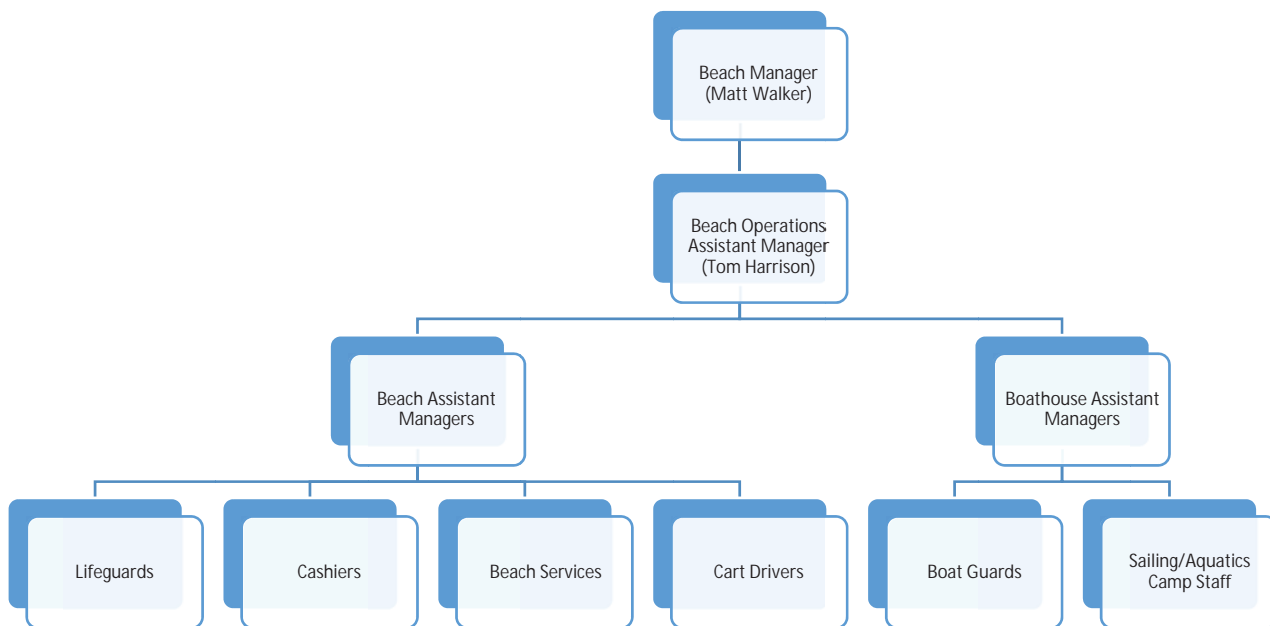 Beach Manager
(Matt Walker)
Beach Operations
Assistant Manager
(Tom Harrison)
Beach Assistant
Managers
Boathouse Assistant
Managers
Lifeguards
Cashiers
Beach Services
Cart Drivers
Boat Guards
Sailing/Aquatics
Camp Staff